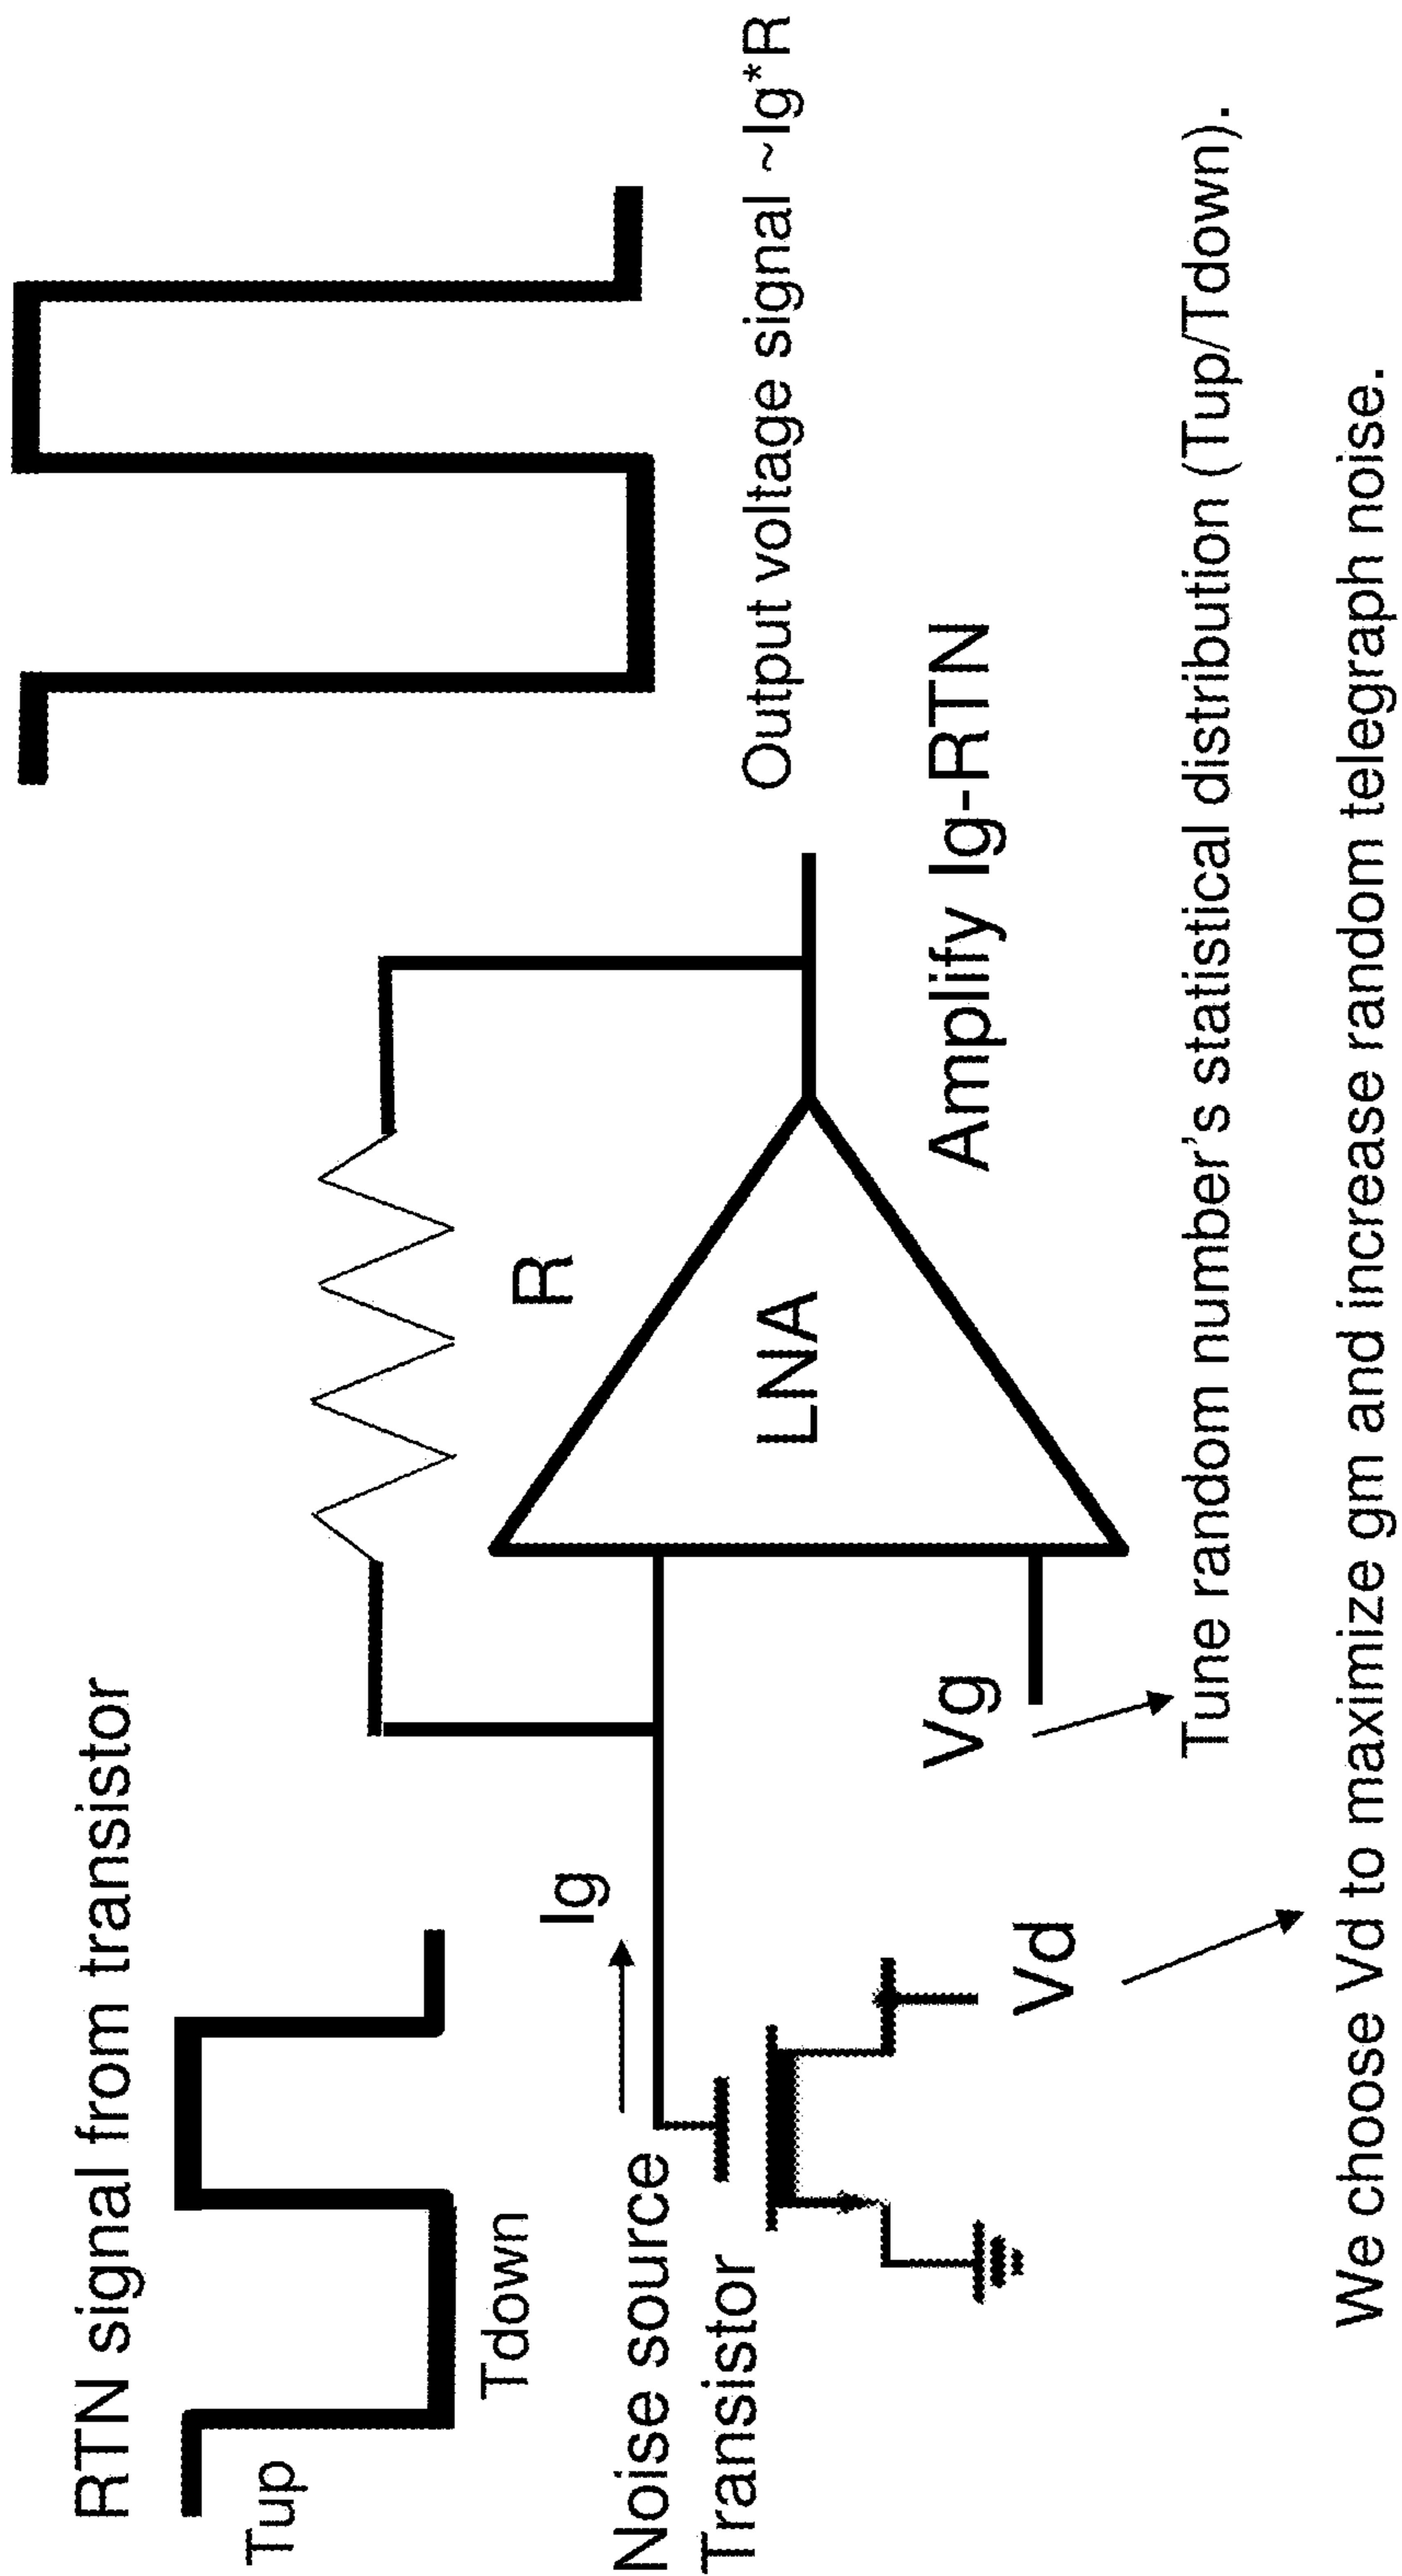 RTN signal from transistor
Tup
Tdown
Ig
Noise source
Transistor
Vd
Vg
R
LNA
Output voltage signal ~Ig*R
Amplify Ig-RTN
Tune random number's statistical distribution (Tup/Tdown).
We choose Vd to maximize gm and increase random telegraph noise.